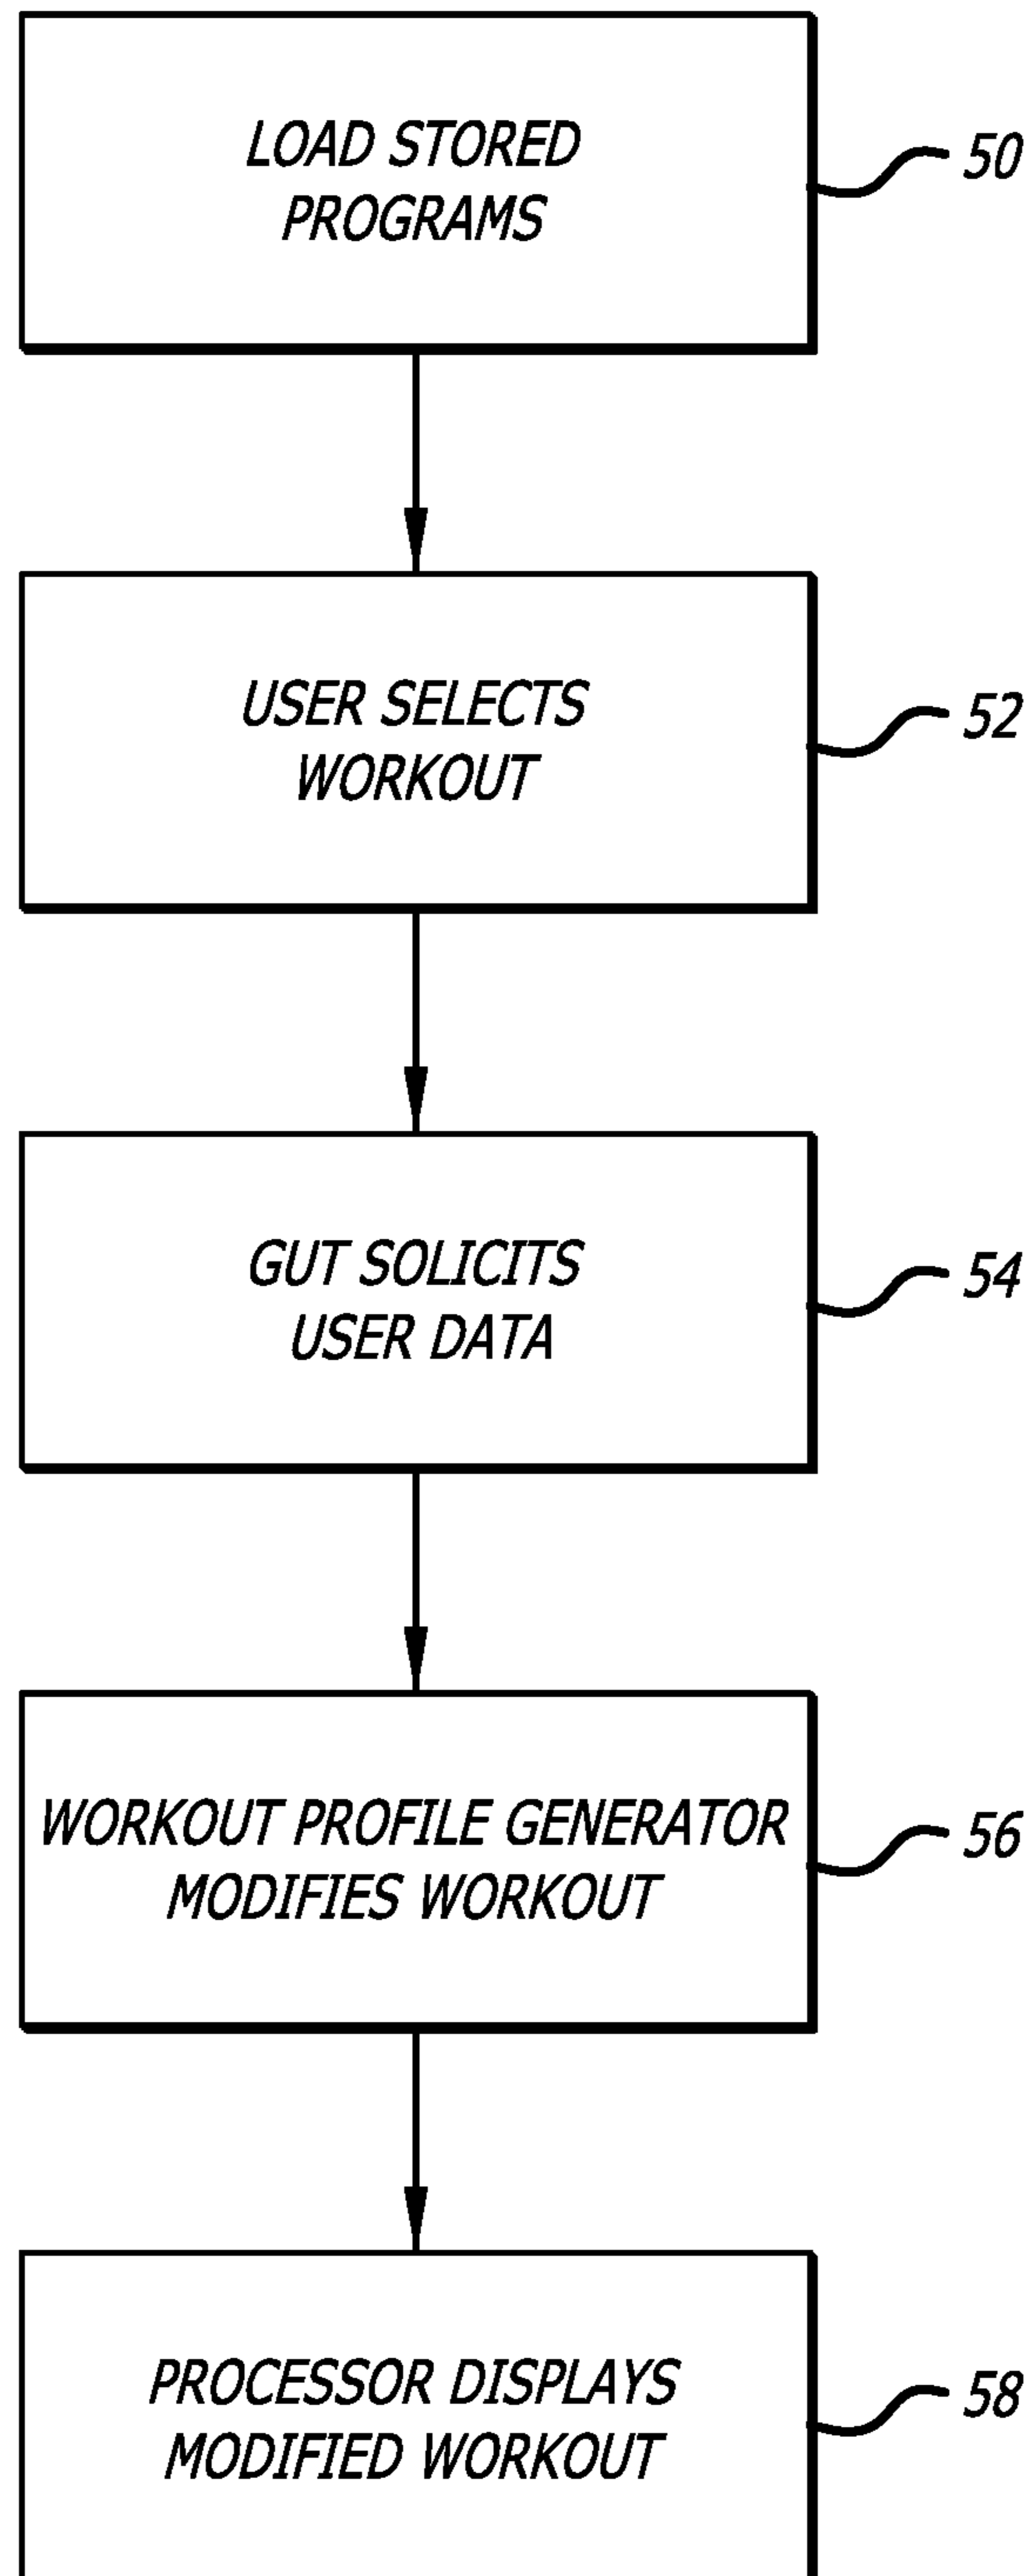 LOAD STORED
PROGRAMS
50
USER SELECTS
WORKOUT
52
GUT SOLICITS
USER DATA
54
WORKOUT PROFILE GENERATOR
MODIFIES WORKOUT
56
PROCESSOR DISPLAYS
MODIFIED WORKOUT
58